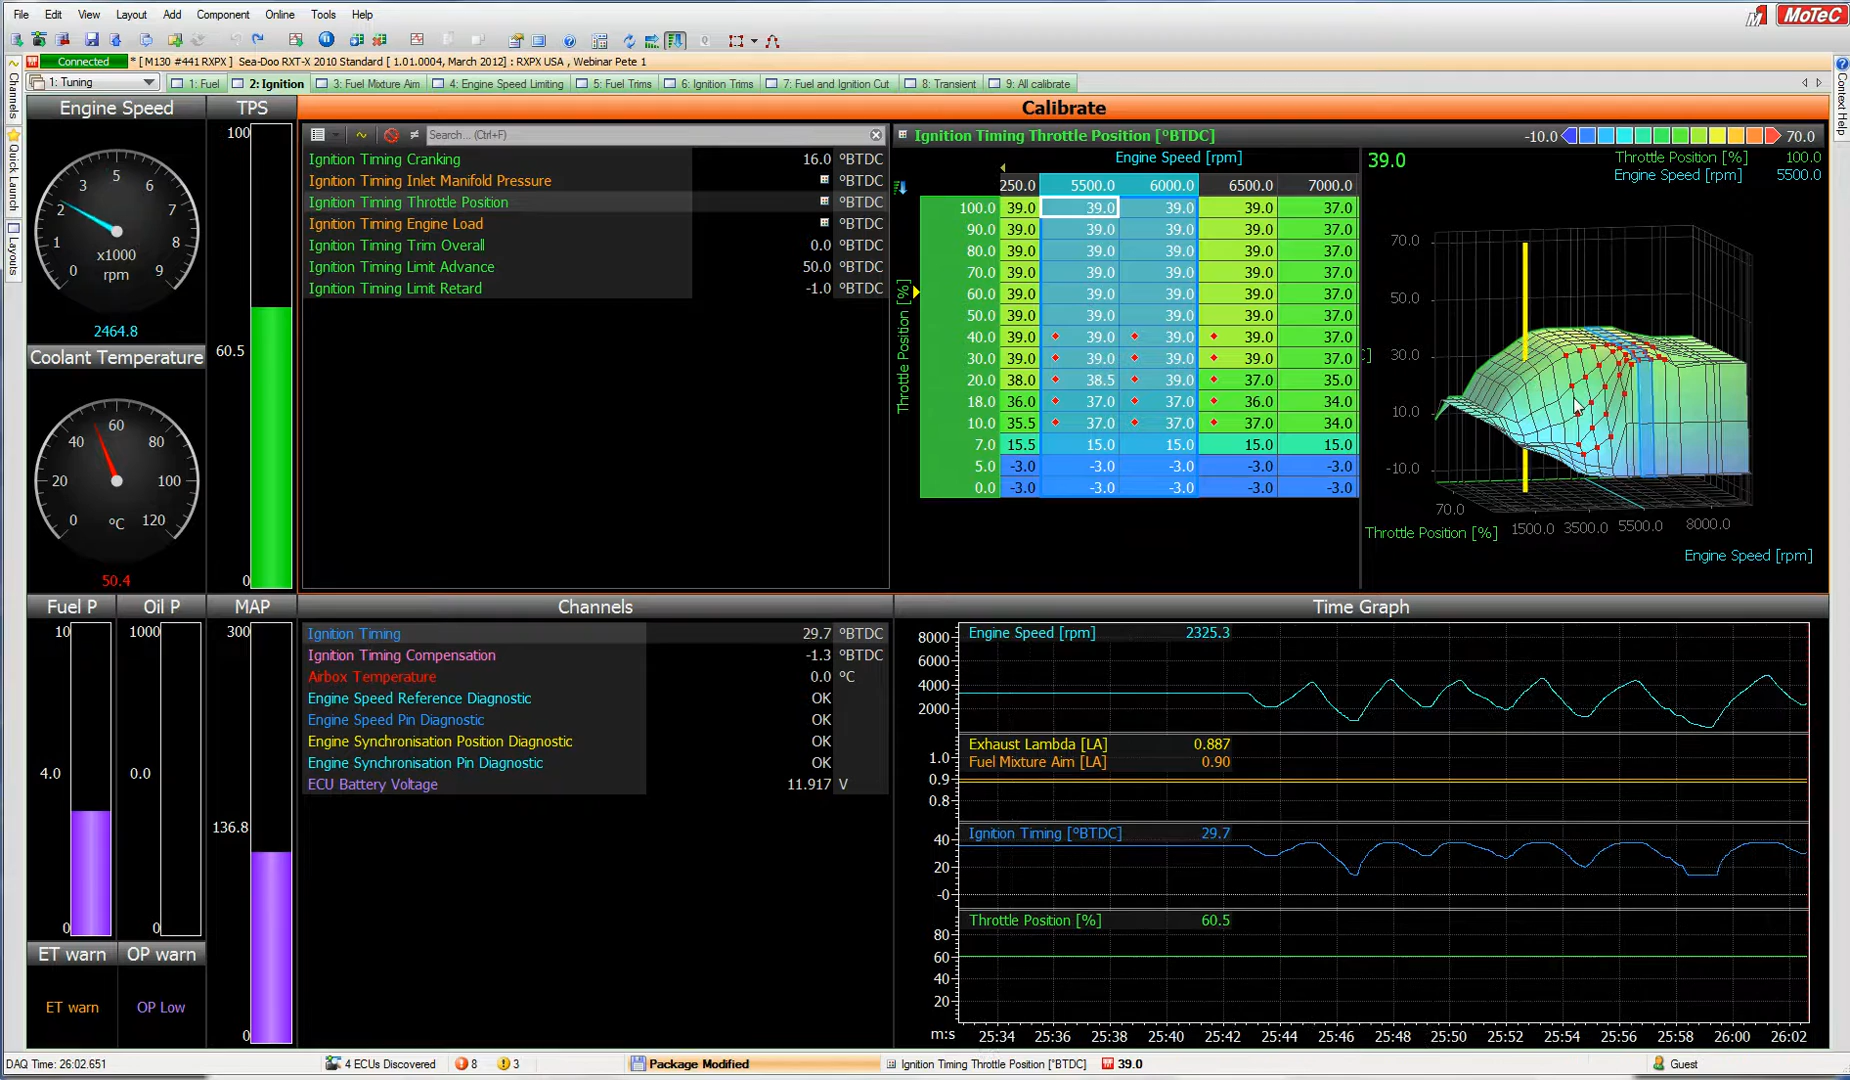 File Edit View Layout Add Component Online Tools Help
MoTeC
Connected * [ M130 #441 RXPX ] Sea-Doo RXT-X 2010 Standard [ 1.01.0004, March 2012] : RXPX USA , Webinar Pete 1
1: Tuning 1: Fuel 2: Ignition 3: Fuel Mixture Aim 4: Engine Speed Limiting 5: Fuel Trims 6: Ignition Trims 7: Fuel and Ignition Cut 8: Transient 9: All calibrate
Channels
Quick Launch
Layouts
Context Help
Engine Speed
0 1 2 3 4 5 6 7 8 9
x1000
rpm
2464.8
Coolant Temperature
0 20 40 60 80 100 120
ºC
50.4
TPS
100
60.5
0
Calibrate
Search... (Ctrl+F)
Ignition Timing Cranking 16.0 ºBTDC
Ignition Timing Inlet Manifold Pressure ºBTDC
Ignition Timing Throttle Position ºBTDC
Ignition Timing Engine Load ºBTDC
Ignition Timing Trim Overall 0.0 ºBTDC
Ignition Timing Limit Advance 50.0 ºBTDC
Ignition Timing Limit Retard -1.0 ºBTDC
Ignition Timing Throttle Position [ºBTDC]
Engine Speed [rpm]
250.0 5500.0 6000.0 6500.0 7000.0
Throttle Position [%]
100.0 39.0 39.0 39.0 39.0 37.0
90.0 39.0 39.0 39.0 39.0 37.0
80.0 39.0 39.0 39.0 39.0 37.0
70.0 39.0 39.0 39.0 39.0 37.0
60.0 39.0 39.0 39.0 39.0 37.0
50.0 39.0 39.0 39.0 39.0 37.0
40.0 39.0 39.0 39.0 39.0 37.0
30.0 39.0 39.0 39.0 39.0 37.0
20.0 38.0 38.5 39.0 37.0 35.0
18.0 36.0 37.0 37.0 36.0 34.0
10.0 35.5 37.0 37.0 37.0 34.0
7.0 15.5 15.0 15.0 15.0 15.0
5.0 -3.0 -3.0 -3.0 -3.0 -3.0
0.0 -3.0 -3.0 -3.0 -3.0 -3.0
-10.0 70.0
39.0
Throttle Position [%] 100.0
Engine Speed [rpm] 5500.0
70.0
50.0
30.0
10.0
-10.0
70.0
1500.0 3500.0 5500.0 8000.0
Throttle Position [%]
Engine Speed [rpm]
Fuel P
10
4.0
0
Oil P
1000
0.0
0
MAP
300
136.8
0
ET warn
OP warn
ET warn
OP Low
Channels
Ignition Timing 29.7 ºBTDC
Ignition Timing Compensation -1.3 ºBTDC
Airbox Temperature 0.0 ºC
Engine Speed Reference Diagnostic OK
Engine Speed Pin Diagnostic OK
Engine Synchronisation Position Diagnostic OK
Engine Synchronisation Pin Diagnostic OK
ECU Battery Voltage 11.917 V
Time Graph
Engine Speed [rpm] 2325.3
8000
6000
4000
2000
Exhaust Lambda [LA] 0.887
Fuel Mixture Aim [LA] 0.90
1.0
0.9
0.8
Ignition Timing [ºBTDC] 29.7
40
20
-0
Throttle Position [%] 60.5
80
60
40
20
m:s 25:34 25:36 25:38 25:40 25:42 25:44 25:46 25:48 25:50 25:52 25:54 25:56 25:58 26:00 26:02
DAQ Time: 26:02.651
4 ECUs Discovered 8 3
Package Modified
Ignition Timing Throttle Position [ºBTDC] 39.0
Guest